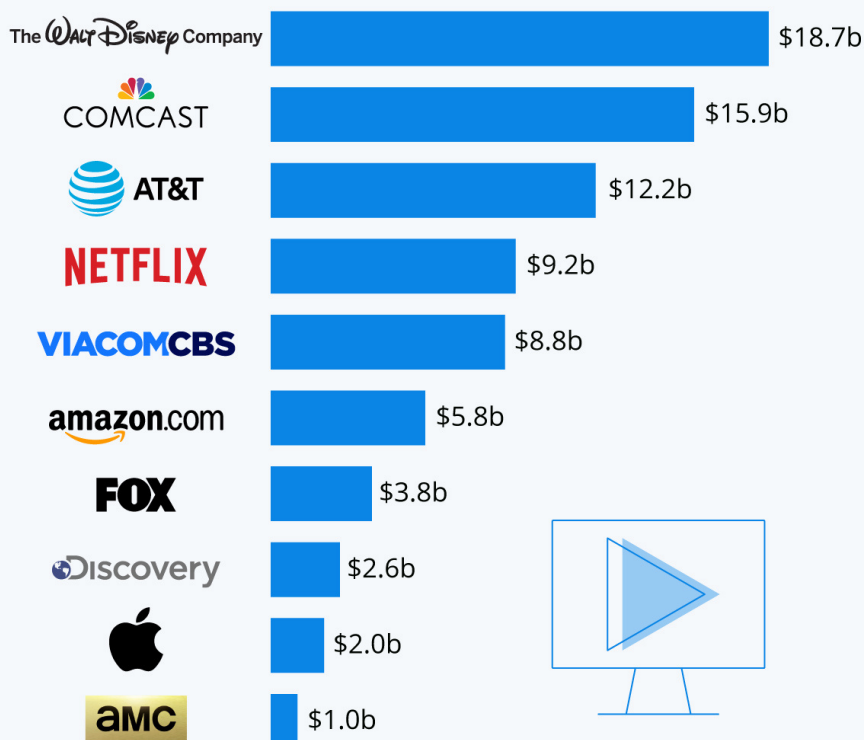 The Walt Disney Company $18.7b
COMCAST $15.9b
AT&T $12.2b
NETFLIX $9.2b
VIACOMCBS $8.8b
amazon.com $5.8b
FOX $3.8b
Discovery $2.6b
$2.0b
aMC $1.0b